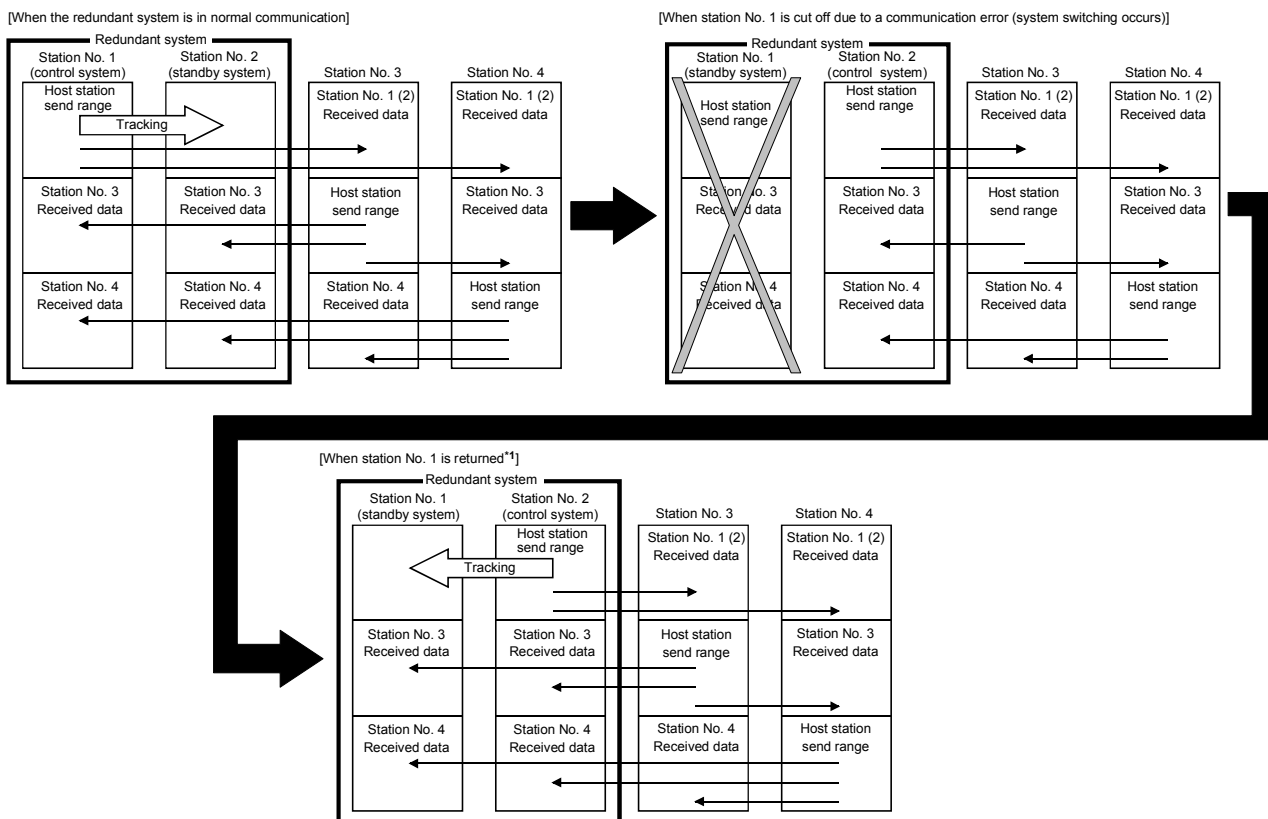 [When the redundant system is in normal communication]
Redundant system
Station No. 1
(control system)
Station No. 2
(standby system)
Station No. 3
Station No. 4
Host station
send range
Tracking
Station No. 1 (2)
Received data
Station No. 1 (2)
Received data
Station No. 3
Received data
Station No. 3
Received data
Host station
send range
Station No. 3
Received data
Station No. 4
Received data
Station No. 4
Received data
Station No. 4
Received data
Host station
send range
[When station No. 1 is cut off due to a communication error (system switching occurs)]
Redundant system
Station No. 1
(standby system)
Station No. 2
(control system)
Station No. 3
Station No. 4
Host station
send range
Host station
send range
Station No. 1 (2)
Received data
Station No. 1 (2)
Received data
Station No. 3
Received data
Station No. 3
Received data
Host station
send range
Station No. 3
Received data
Station No. 4
Received data
Station No. 4
Received data
Station No. 4
Received data
Host station
send range
[When station No. 1 is returned*1]
Redundant system
Station No. 1
(standby system)
Station No. 2
(control system)
Station No. 3
Station No. 4
Host station
send range
Tracking
Station No. 1 (2)
Received data
Station No. 1 (2)
Received data
Station No. 3
Received data
Station No. 3
Received data
Host station
send range
Station No. 3
Received data
Station No. 4
Received data
Station No. 4
Received data
Station No. 4
Received data
Host station
send range